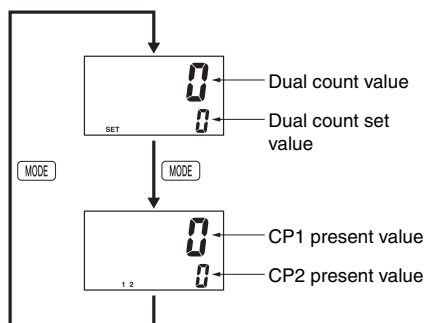 0
Dual count value
0
Dual count set
value
SET
MODE
MODE
0
CP1 present value
0
CP2 present value
1 2